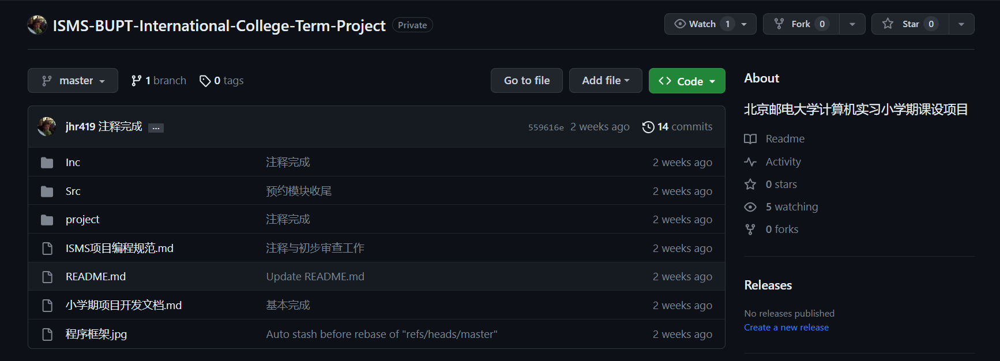 ISMS-BUPT-International-College-Term-Project Private Watch 1 Fork 0 Star 0
master 1 branch 0 tags Go to file Add file Code
jhr419 注释完成 ... 559616e 2 weeks ago 14 commits
Inc 注释完成 2 weeks ago
Src 预约模块收尾 2 weeks ago
project 注释完成 2 weeks ago
ISMS项目编程规范.md 注释与初步审查工作 2 weeks ago
README.md Update README.md 2 weeks ago
小学期项目开发文档.md 基本完成 2 weeks ago
程序框架.jpg Auto stash before rebase of "refs/heads/master" 2 weeks ago
About
北京邮电大学计算机实习小学期课设项目
Readme
Activity
0 stars
5 watching
0 forks
Releases
No releases published
Create a new release